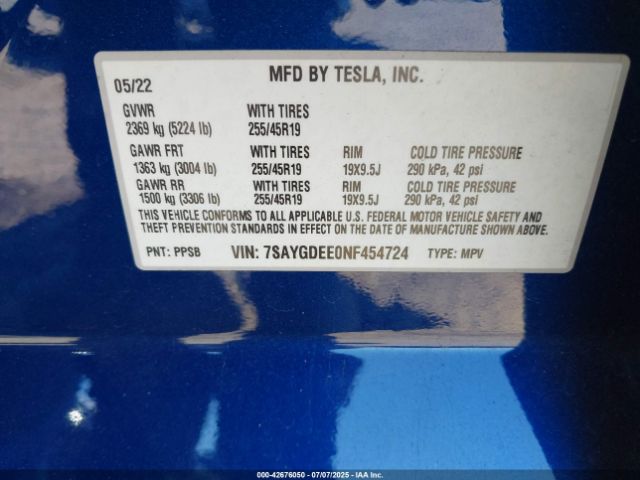 05/22 MFD BY TESLA, INC.
GVWR WITH TIRES
2369 kg (5224 lb) 255/45R19
GAWR FRT WITH TIRES RIM COLD TIRE PRESSURE
1363 kg (3004 lb) 255/45R19 19X9.5J 290 kPa, 42 psi
GAWR RR WITH TIRES RIM COLD TIRE PRESSURE
1500 kg (3306 lb) 255/45R19 19X9.5J 290 kPa, 42 psi
THIS VEHICLE CONFORMS TO ALL APPLICABLE U.S. FEDERAL MOTOR VEHICLE SAFETY AND
THEFT PREVENTION STANDARDS IN EFFECT ON THE DATE OF MANUFACTURE SHOWN ABOVE.
PNT: PPSB VIN: 7SAYGDEE0NF454724 TYPE: MPV
000-42676050 - 07/07/2025 - IAA Inc.